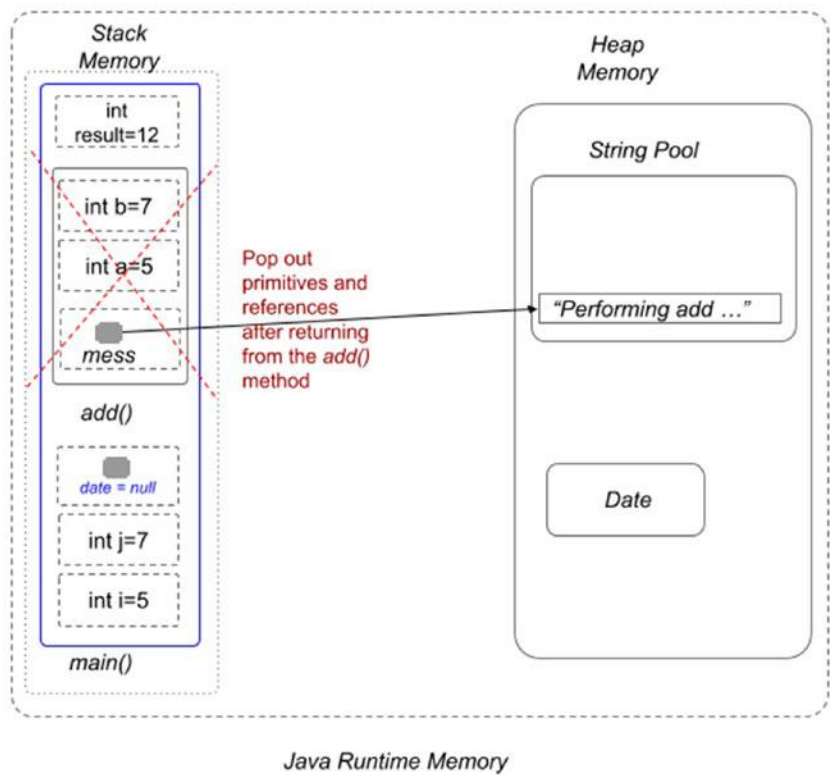 Stack
Memory
int
result=12
int b=7
int a=5
mess
add()
date = null
int j=7
int i=5
main()
Pop out
primitives and
references
after returning
from the add()
method
Heap
Memory
String Pool
“Performing add …”
Date
Java Runtime Memory